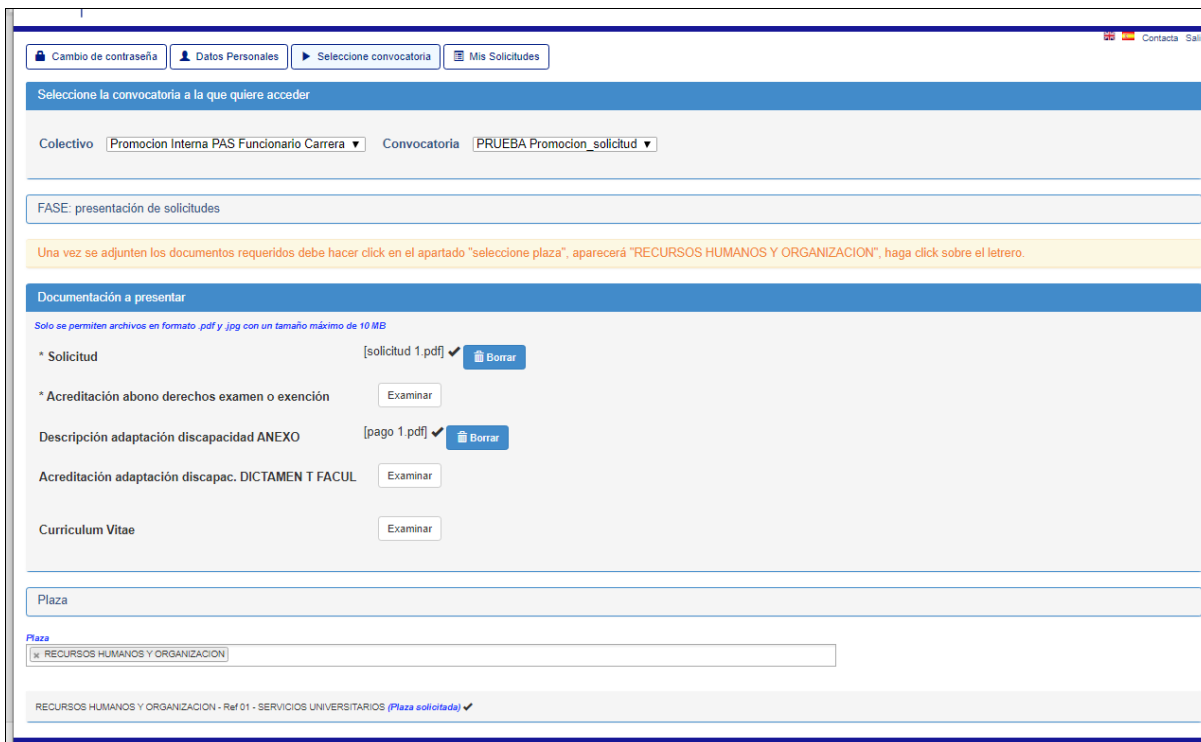 Contacta Sali
Cambio de contraseña Datos Personales Seleccione convocatoria Mis Solicitudes
Seleccione la convocatoria a la que quiere acceder
Colectivo Promocion Interna PAS Funcionario Carrera ▼ Convocatoria PRUEBA Promocion_solicitud ▼
FASE: presentación de solicitudes
Una vez se adjunten los documentos requeridos debe hacer click en el apartado "seleccione plaza", aparecerá "RECURSOS HUMANOS Y ORGANIZACION", haga click sobre el letrero.
Documentación a presentar
Solo se permiten archivos en formato .pdf y .jpg con un tamaño máximo de 10 MB
* Solicitud [solicitud 1.pdf] ✔ Borrar
* Acreditación abono derechos examen o exención Examinar
Descripción adaptación discapacidad ANEXO [pago 1.pdf] ✔ Borrar
Acreditación adaptación discapac. DICTAMEN T FACUL Examinar
Curriculum Vitae Examinar
Plaza
Plaza
× RECURSOS HUMANOS Y ORGANIZACION
RECURSOS HUMANOS Y ORGANIZACION - Ref 01 - SERVICIOS UNIVERSITARIOS (Plaza solicitada) ✔